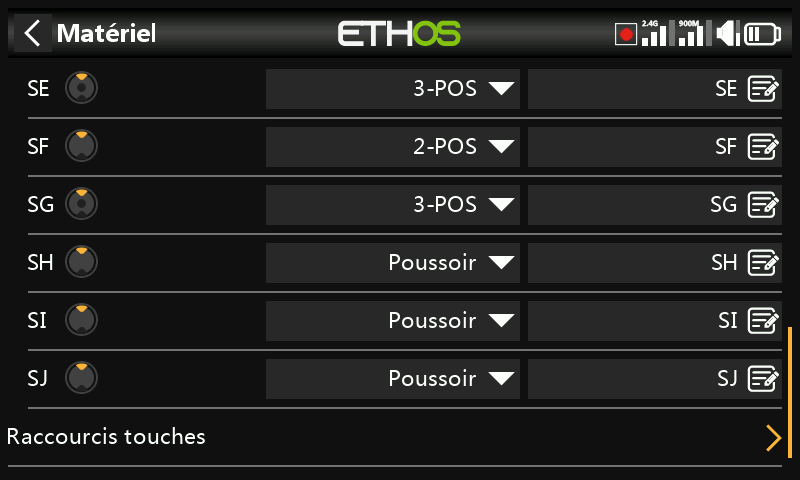 Matériel ETHOS 2.4G 900M
SE 3-POS SE
SF 2-POS SF
SG 3-POS SG
SH Poussoir SH
SI Poussoir SI
SJ Poussoir SJ
Raccourcis touches